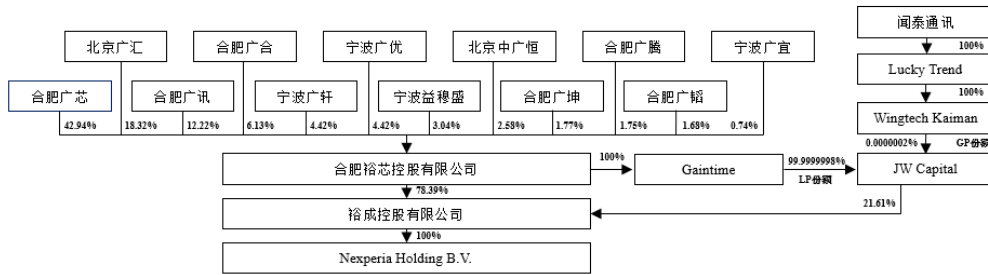 闻泰通讯
北京广汇
合肥广合
宁波广优
北京中广恒
合肥广腾
宁波广宜
100%
Lucky Trend
合肥广芯
合肥广讯
宁波广轩
宁波益穆盛
合肥广坤
合肥广韬
100%
Wingtech Kaiman
42.94%
18.32%
12.22%
6.13%
4.42%
4.42%
3.04%
2.58%
1.77%
1.75%
1.68%
0.74%
0.0000002%
GP份额
合肥裕芯控股有限公司
100%
Gaintime
99.9999998%
LP份额
JW Capital
78.39%
21.61%
裕成控股有限公司
100%
Nexperia Holding B.V.